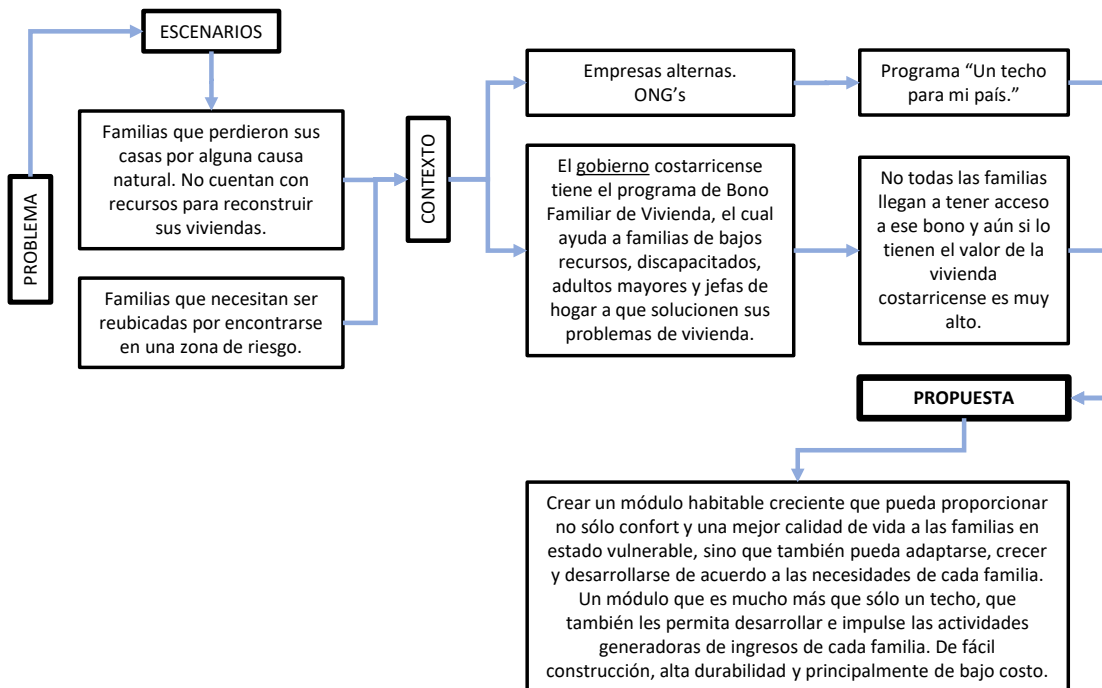 PROBLEMA
ESCENARIOS
Familias que perdieron sus
casas por alguna causa
natural. No cuentan con
recursos para reconstruir
sus viviendas.
Familias que necesitan ser
reubicadas por encontrarse
en una zona de riesgo.
CONTEXTO
Empresas alternas.
ONG's
Programa “Un techo
para mi país.”
El gobierno costarricense
tiene el programa de Bono
Familiar de Vivienda, el cual
ayuda a familias de bajos
recursos, discapacitados,
adultos mayores y jefas de
hogar a que solucionen sus
problemas de vivienda.
No todas las familias
llegan a tener acceso
a ese bono y aún si lo
tienen el valor de la
vivienda
costarricense es muy
alto.
PROPUESTA
Crear un módulo habitable creciente que pueda proporcionar
no sólo confort y una mejor calidad de vida a las familias en
estado vulnerable, sino que también pueda adaptarse, crecer
y desarrollarse de acuerdo a las necesidades de cada familia.
Un módulo que es mucho más que sólo un techo, que
también les permita desarrollar e impulse las actividades
generadoras de ingresos de cada familia. De fácil
construcción, alta durabilidad y principalmente de bajo costo.